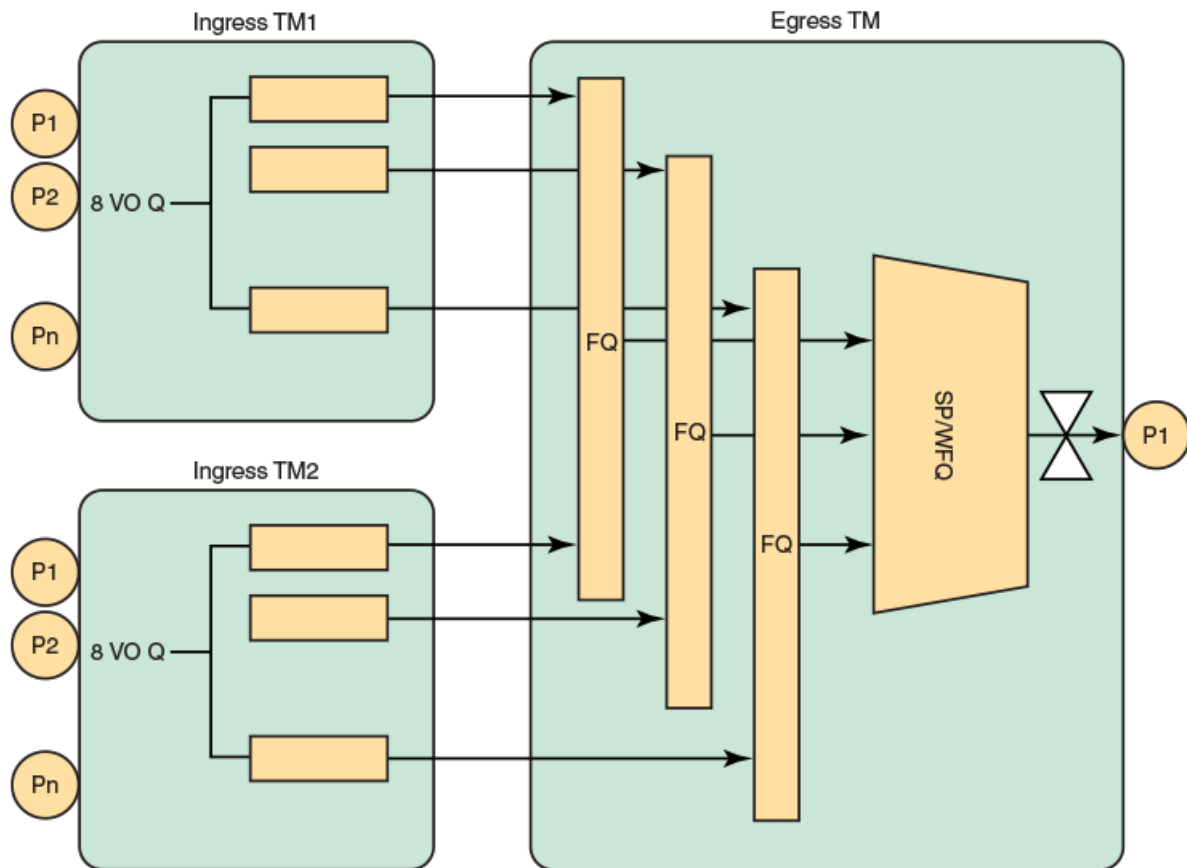 Ingress TM1
Egress TM
P1
P2
8 VO Q
Pn
FQ
FQ
SP/WFQ
P1
Ingress TM2
FQ
P1
P2
8 VO Q
Pn